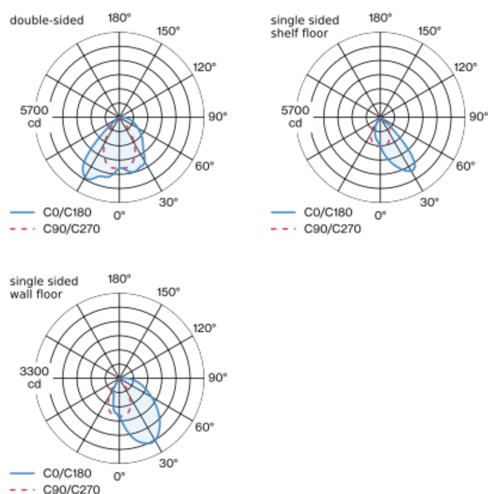 double-sided
180°
150°
120°
90°
60°
30°
0°
5700
cd
C0/C180
C90/C270
single sided
shelf floor
180°
150°
120°
90°
60°
30°
0°
5700
cd
C0/C180
C90/C270
single sided
wall floor
180°
150°
120°
90°
60°
30°
0°
3300
cd
C0/C180
C90/C270